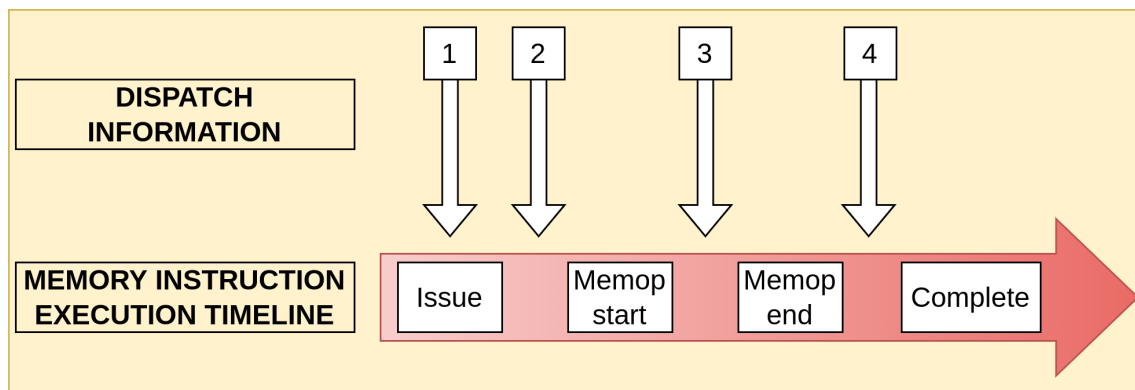 1 2 3 4
DISPATCH
INFORMATION
MEMORY INSTRUCTION
EXECUTION TIMELINE
Issue
Memop
start
Memop
end
Complete